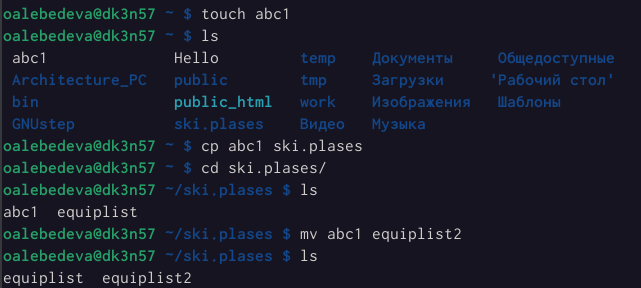 oalebedeva@dk3n57 ~ $ touch abc1
oalebedeva@dk3n57 ~ $ ls
abc1 Hello temp Документы Общедоступные
Architecture_PC public tmp Загрузки 'Рабочий стол'
bin public_html work Изображения Шаблоны
GNUstep ski.plases Видео Музыка
oalebedeva@dk3n57 ~ $ cp abc1 ski.plases
oalebedeva@dk3n57 ~ $ cd ski.plases/
oalebedeva@dk3n57 ~/ski.plases $ ls
abc1 equiplist
oalebedeva@dk3n57 ~/ski.plases $ mv abc1 equiplist2
oalebedeva@dk3n57 ~/ski.plases $ ls
equiplist equiplist2